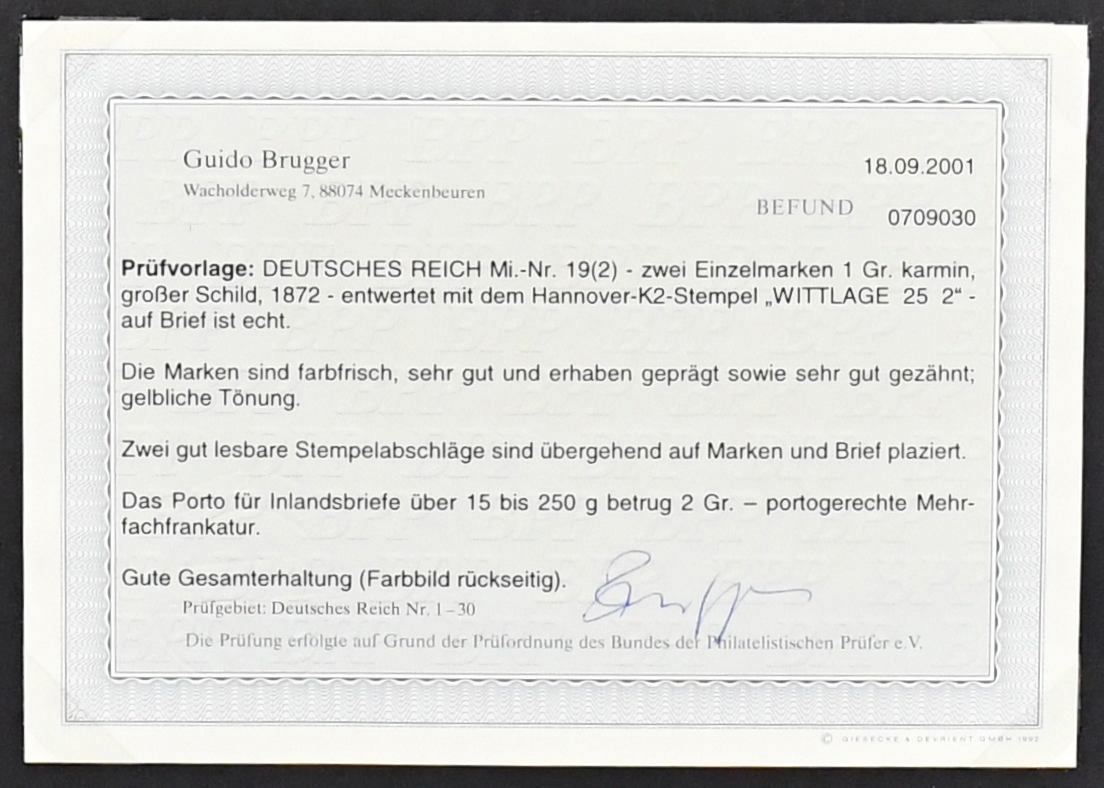 Guido Brugger
Wacholderweg 7, 88074 Meckenbeuren
18.09.2001
BEFUND 0709030
Prüfvorlage: DEUTSCHES REICH Mi.-Nr. 19(2) - zwei Einzelmarken 1 Gr. karmin,
großer Schild, 1872 - entwertet mit dem Hannover-K2-Stempel „WITTLAGE 25 2“ -
auf Brief ist echt.
Die Marken sind farbfrisch, sehr gut und erhaben geprägt sowie sehr gut gezähnt;
gelbliche Tönung.
Zwei gut lesbare Stempelabschläge sind übergehend auf Marken und Brief plaziert.
Das Porto für Inlandsbriefe über 15 bis 250 g betrug 2 Gr. – portogerechte Mehr-
fachfrankatur.
Gute Gesamterhaltung (Farbbild rückseitig).
Prüfgebiet: Deutsches Reich Nr. 1–30
Die Prüfung erfolgte auf Grund der Prüfordnung des Bundes der Philatelistischen Prüfer e.V.
© GIESECKE & DEVRIENT GMBH 1992